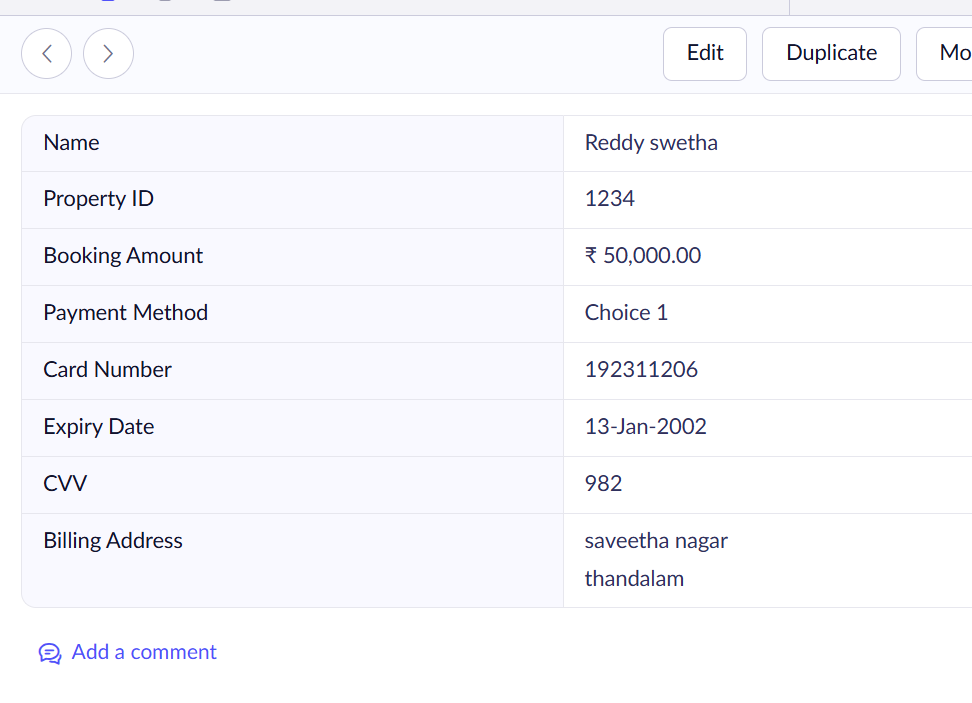 Edit Duplicate Mo
Name Reddy swetha
Property ID 1234
Booking Amount ₹ 50,000.00
Payment Method Choice 1
Card Number 192311206
Expiry Date 13-Jan-2002
CVV 982
Billing Address saveetha nagar
thandalam
Add a comment